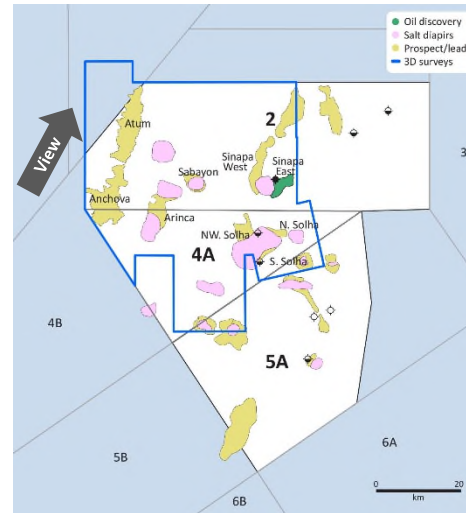 Oil discovery
Salt diapirs
Prospect/lead
3D surveys
View
Atum
2
Sinapa
West
Sinapa
East
Sabayon
3
Anchova
Arinca
NW. Solha
N. Solha
4A
S. Solha
4B
5A
5B
6A
6B
0
20
km